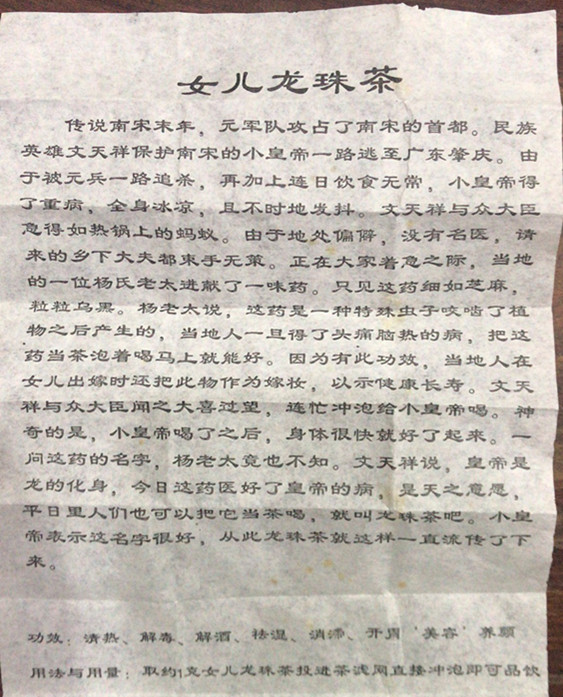 女儿龙珠茶
传说南宋末年，元军队攻占了南宋的首都。民族
英雄文天祥保护南宋的小皇帝一路逃至广东肇庆。由
于被元兵一路追杀，再加上连日饮食无常，小皇帝得
了重病，全身冰凉，且不时地发抖。文天祥与众大臣
急得如热锅上的蚂蚁。由于地处偏僻，没有名医，请
来的乡下大夫都束手无策。正在大家着急之际，当地
的一位杨氏老太进献了一味药。只见这药细如芝麻，
粒粒乌黑。杨老太说，这药是一种特殊虫子咬啮了植
物之后产生的，当地人一旦得了头痛脑热的病，把这
药当茶泡着喝马上就能好。因为有此功效，当地人在
女儿出嫁时还把此物作为嫁妆，以示健康长寿。文天
祥与众大臣闻之大喜过望，连忙冲泡给小皇帝喝。神
奇的是，小皇帝喝了之后，身体很快就好了起来。一
问这药的名字，杨老太竟也不知。文天祥说，皇帝是
龙的化身，今日这药医好了皇帝的病，是天之意愿，
平日里人们也可以把它当茶喝，就叫龙珠茶吧。小皇
帝表示这名字很好，从此龙珠茶就这样一直流传了下
来。
功效：清热、解毒、解酒、祛湿、消滞、开胃'美容'养颜
用法与用量：取约1克女儿龙珠茶投进茶滤网直接冲泡即可品饮